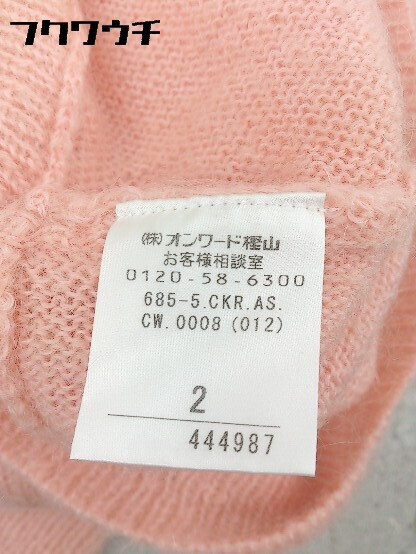 フクワウチ
(株)オンワード樫山
お客様相談室
0120-58-6300
685-5.CKR.AS.
CW.0008(012)
2
444987